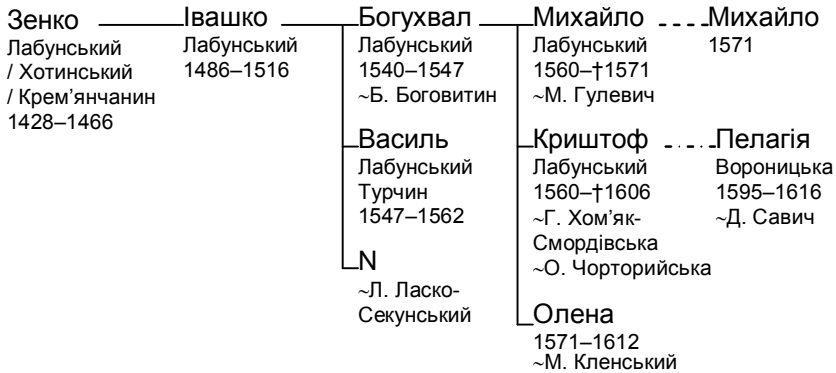 Зенко
Лабунський
/ Хотинський
/ Крем’янчанин
1428–1466
Івашко
Лабунський
1486–1516
Богухвал
Лабунський
1540–1547
~Б. Боговитин
Василь
Лабунський
Турчин
1547–1562
N
~Л. Ласко-
Секунський
Михайло
Лабунський
1560–†1571
~М. Гулевич
Криштоф
Лабунський
1560–†1606
~Г. Хом’як-
Смордівська
~О. Чорторийська
Олена
1571–1612
~М. Кленський
Михайло
1571
Пелагія
Вороницька
1595–1616
~Д. Савич